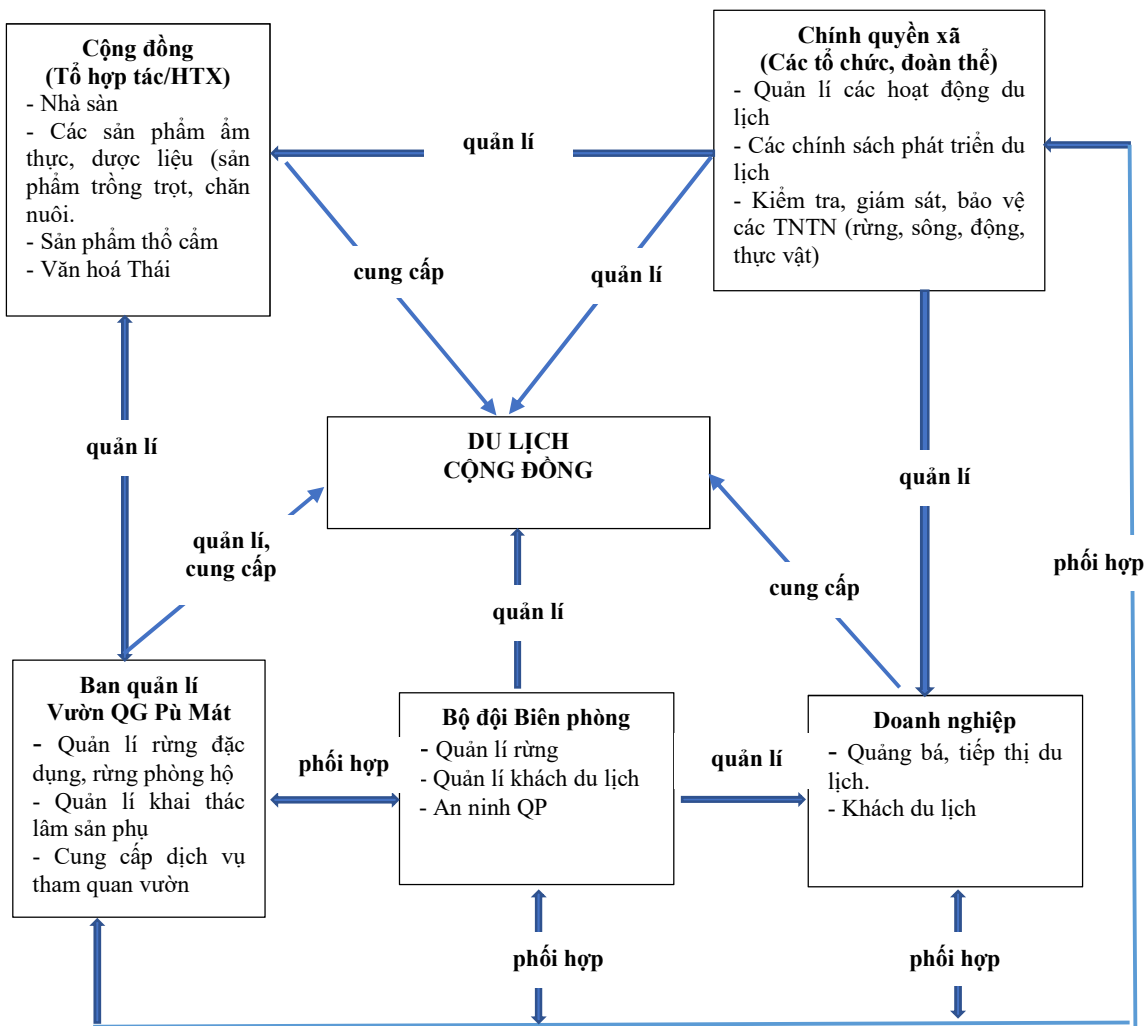 Cộng đồng
(Tổ hợp tác/HTX)
- Nhà sàn
- Các sản phẩm ẩm
thực, dược liệu (sản
phẩm trồng trọt, chăn
nuôi.
- Sản phẩm thổ cẩm
- Văn hoá Thái
Chính quyền xã
(Các tổ chức, đoàn thể)
- Quản lí các hoạt động du
lịch
- Các chính sách phát triển du
lịch
- Kiểm tra, giám sát, bảo vệ
các TNTN (rừng, sông, động,
thực vật)
quản lí
cung cấp
quản lí
quản lí
DU LỊCH
CỘNG ĐỒNG
quản lí
quản lí,
cung cấp
quản lí
cung cấp
phối hợp
Ban quản lí
Vườn QG Pù Mát
- Quản lí rừng đặc
dụng, rừng phòng hộ
- Quản lí khai thác
lâm sản phụ
- Cung cấp dịch vụ
tham quan vườn
phối hợp
Bộ đội Biên phòng
- Quản lí rừng
- Quản lí khách du lịch
- An ninh QP
quản lí
Doanh nghiệp
- Quảng bá, tiếp thị du
lịch.
- Khách du lịch
phối hợp
phối hợp